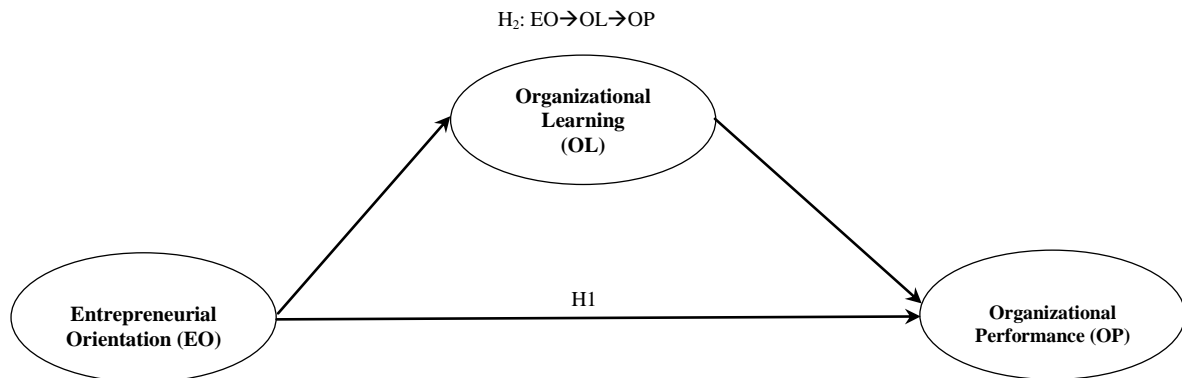 H₂: EO→OL→OP
Organizational
Learning
(OL)
H1
Entrepreneurial
Orientation (EO)
Organizational
Performance (OP)